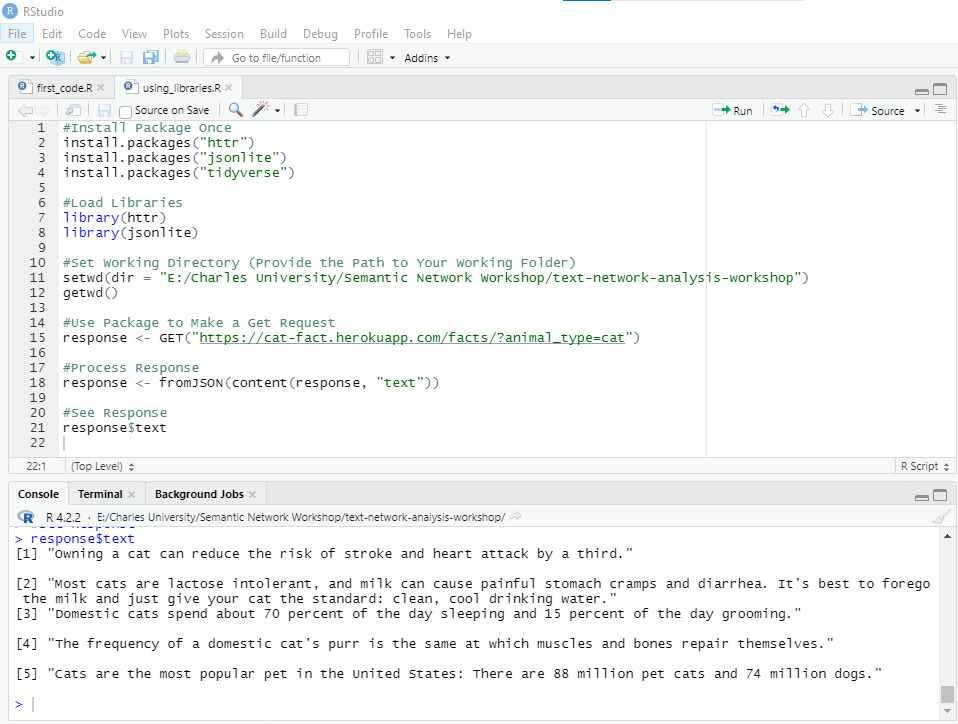 RStudio
File Edit Code View Plots Session Build Debug Profile Tools Help
Go to file/function Addins
first_code.R using_libraries.R
Source on Save Run Source
1 #Install Package Once
2 install.packages("httr")
3 install.packages("jsonlite")
4 install.packages("tidyverse")
5
6 #Load Libraries
7 library(httr)
8 library(jsonlite)
9
10 #Set Working Directory (Provide the Path to Your Working Folder)
11 setwd(dir = "E:/Charles University/Semantic Network Workshop/text-network-analysis-workshop")
12 getwd()
13
14 #Use Package to Make a Get Request
15 response <- GET("https://cat-fact.herokuapp.com/facts/?animal_type=cat")
16
17 #Process Response
18 response <- fromJSON(content(response, "text"))
19
20 #See Response
21 response$text
22
22:1 (Top Level) R Script
Console Terminal Background Jobs
R 4.2.2 · E:/Charles University/Semantic Network Workshop/text-network-analysis-workshop/
> #See Response
> response$text
[1] "Owning a cat can reduce the risk of stroke and heart attack by a third."
[2] "Most cats are lactose intolerant, and milk can cause painful stomach cramps and diarrhea. It's best to forego
the milk and just give your cat the standard: clean, cool drinking water."
[3] "Domestic cats spend about 70 percent of the day sleeping and 15 percent of the day grooming."
[4] "The frequency of a domestic cat's purr is the same at which muscles and bones repair themselves."
[5] "Cats are the most popular pet in the United States: There are 88 million pet cats and 74 million dogs."
>